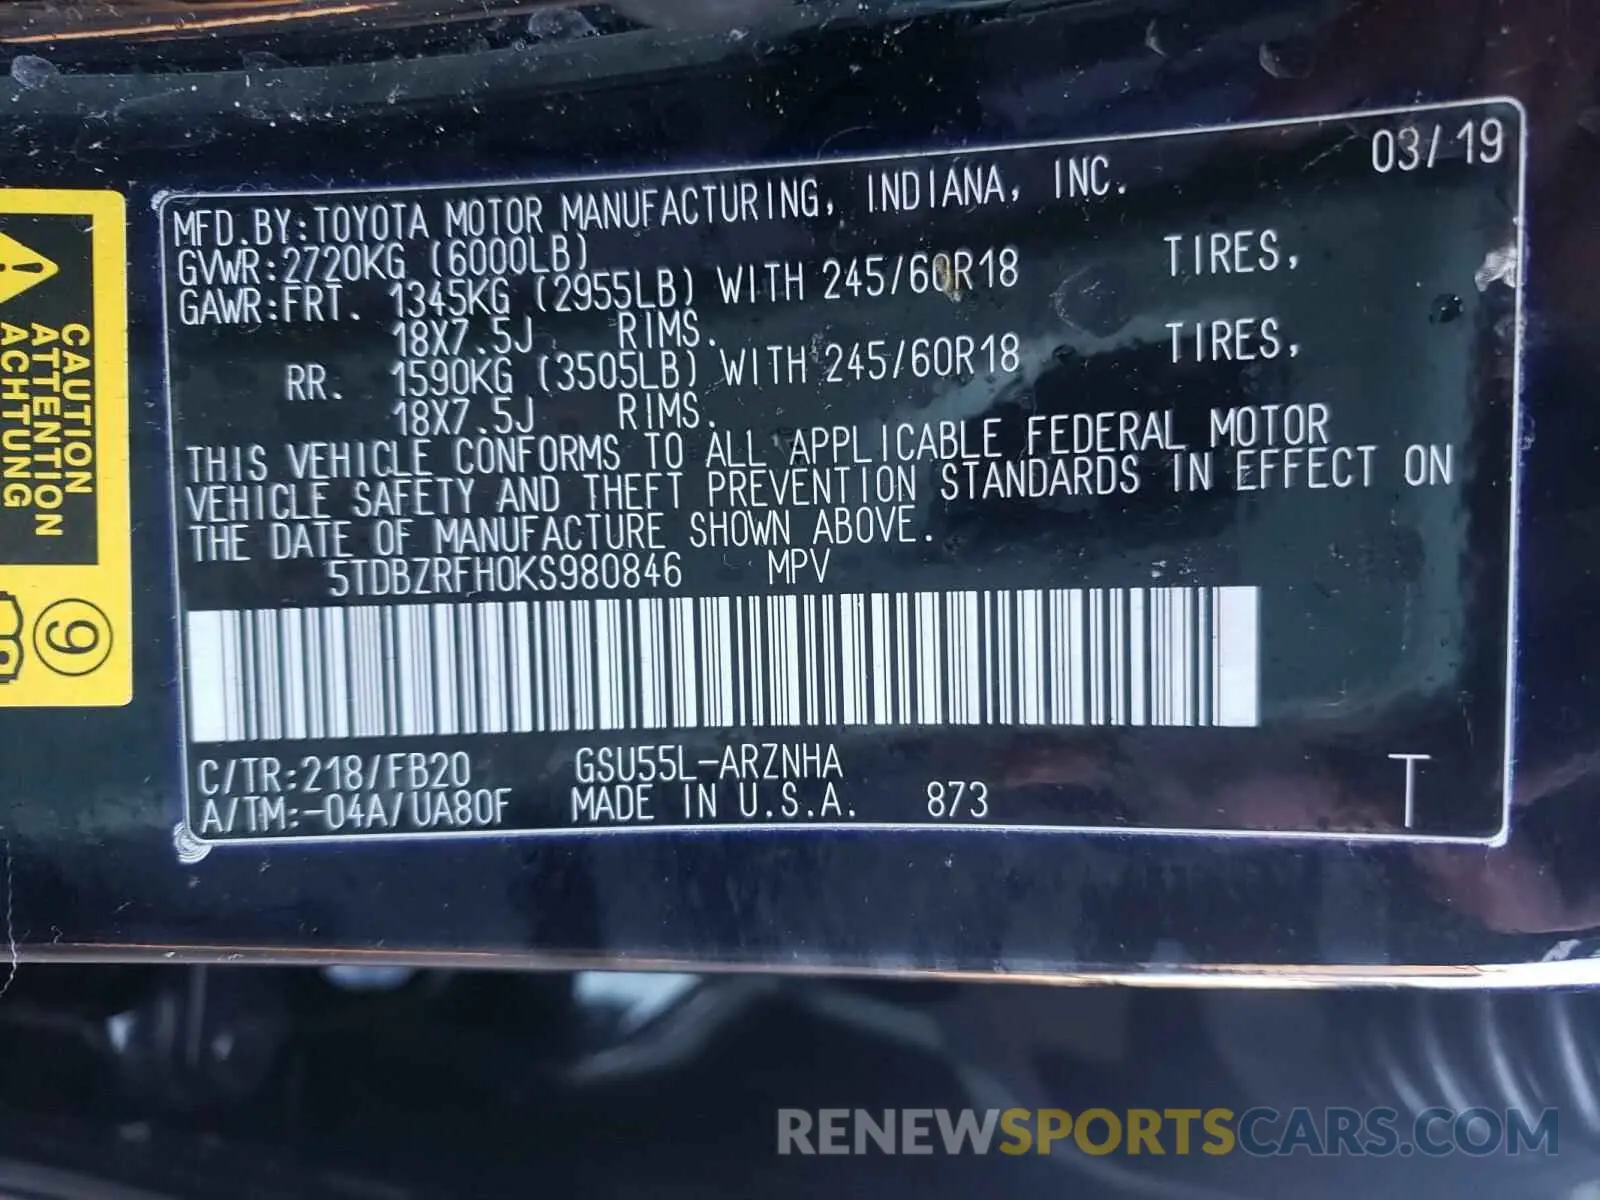 03/19
MFD.BY:TOYOTA MOTOR MANUFACTURING, INDIANA, INC.
GVWR:2720KG (6000LB)
GAWR:FRT. 1345KG (2955LB) WITH 245/60R18 TIRES,
18X7.5J RIMS.
RR. 1590KG (3505LB) WITH 245/60R18 TIRES,
18X7.5J RIMS.
THIS VEHICLE CONFORMS TO ALL APPLICABLE FEDERAL MOTOR
VEHICLE SAFETY AND THEFT PREVENTION STANDARDS IN EFFECT ON
THE DATE OF MANUFACTURE SHOWN ABOVE.
5TDBZRFH0KS980846 MPV
C/TR:218/FB20 GSU55L-ARZNHA
A/TM:-04A/UA80F MADE IN U.S.A. 873 T
CAUTION
ATTENTION
ACHTUNG
9
RENEWSPORTSCARS.COM